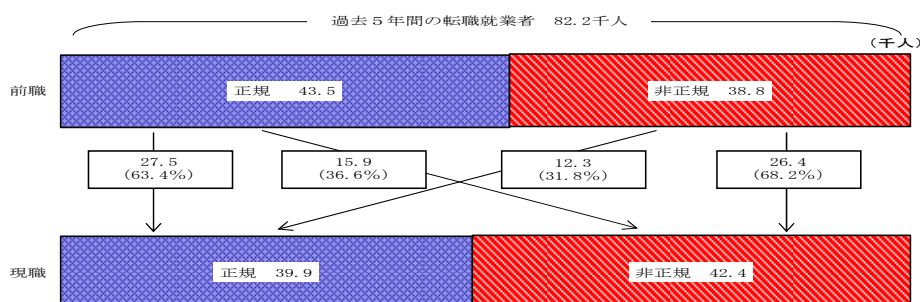 過去5年間の転職就業者 82.2千人
(千人)
前職
正規 43.5
非正規 38.8
27.5
(63.4%)
15.9
(36.6%)
12.3
(31.8%)
26.4
(68.2%)
現職
正規 39.9
非正規 42.4